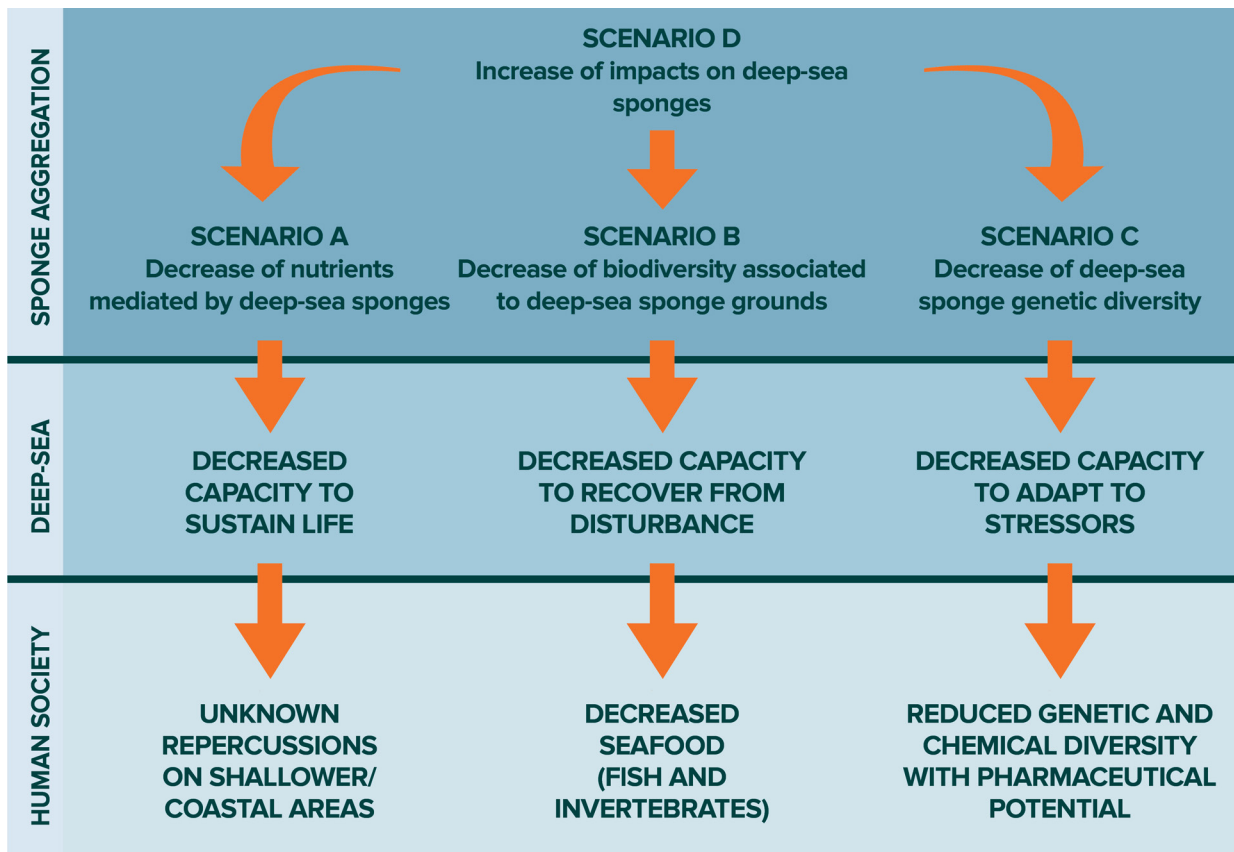 SPONGE AGGREGATION
SCENARIO D
Increase of impacts on deep-sea
sponges
SCENARIO A
Decrease of nutrients
mediated by deep-sea sponges
SCENARIO B
Decrease of biodiversity associated
to deep-sea sponge grounds
SCENARIO C
Decrease of deep-sea
sponge genetic diversity
DEEP-SEA
DECREASED
CAPACITY TO
SUSTAIN LIFE
DECREASED CAPACITY
TO RECOVER FROM
DISTURBANCE
DECREASED CAPACITY
TO ADAPT TO
STRESSORS
HUMAN SOCIETY
UNKNOWN
REPERCUSSIONS
ON SHALLOWER/
COASTAL AREAS
DECREASED
SEAFOOD
(FISH AND
INVERTEBRATES)
REDUCED GENETIC AND
CHEMICAL DIVERSITY
WITH PHARMACEUTICAL
POTENTIAL